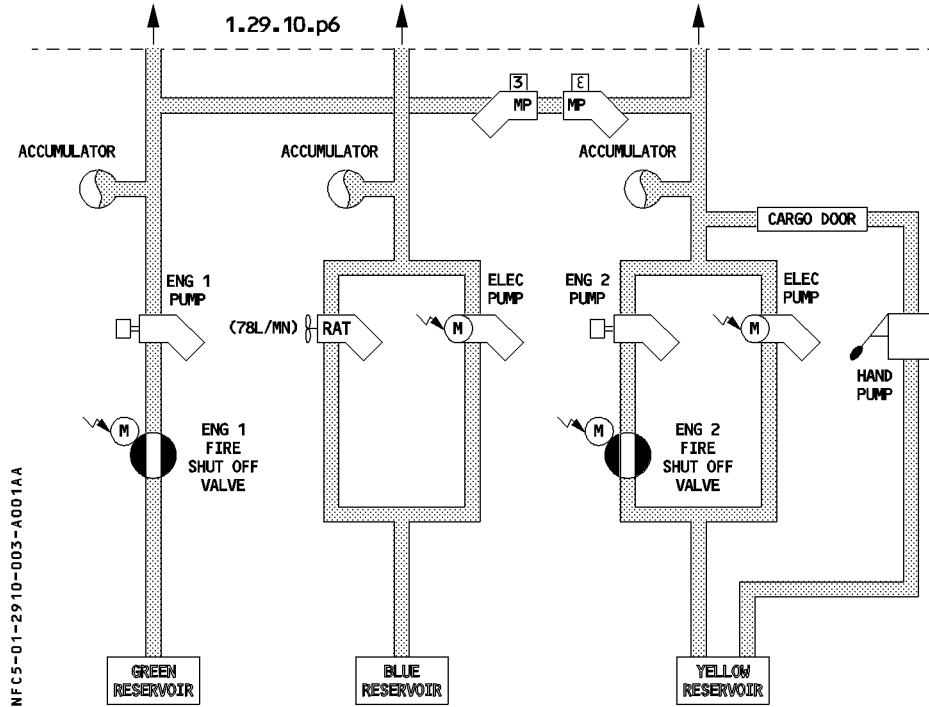 1.29.10.p6
3
3
MP
MP
ACCUMULATOR
ACCUMULATOR
ACCUMULATOR
CARGO DOOR
ENG 1
PUMP
(78L/MN)
RAT
ELEC
PUMP
M
ENG 2
PUMP
ELEC
PUMP
M
HAND
PUMP
M
ENG 1
FIRE
SHUT OFF
VALVE
M
ENG 2
FIRE
SHUT OFF
VALVE
GREEN
RESERVOIR
BLUE
RESERVOIR
YELLOW
RESERVOIR
NFC5-01-2910-003-A001AA